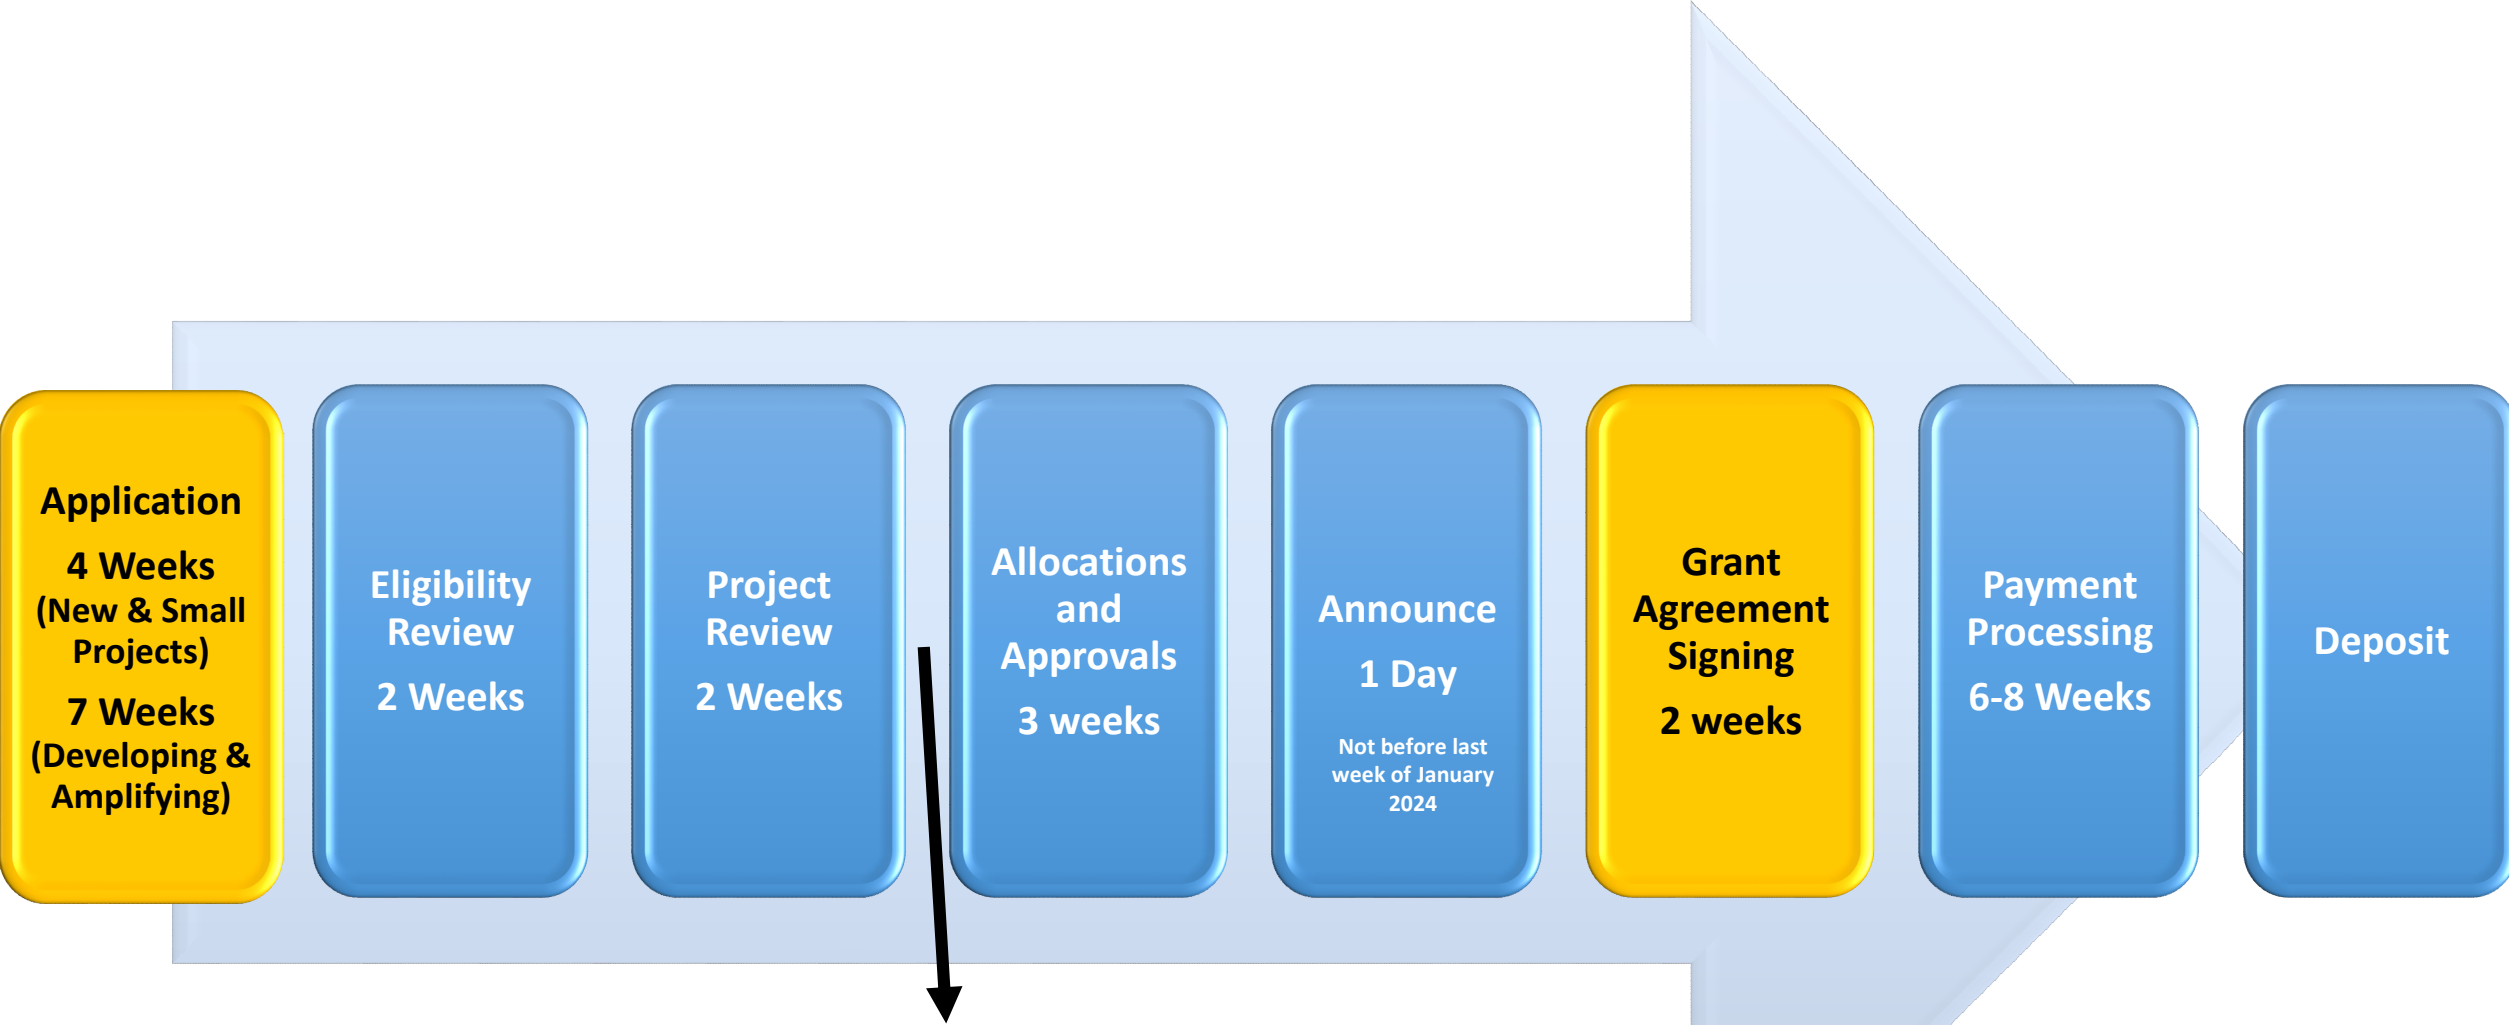 Application
4 Weeks
(New & Small
Projects)
7 Weeks
(Developing &
Amplifying)
Eligibility
Review
2 Weeks
Project
Review
2 Weeks
Allocations
and
Approvals
3 weeks
Announce
1 Day
Not before last
week of January
2024
Grant
Agreement
Signing
2 weeks
Payment
Processing
6-8 Weeks
Deposit